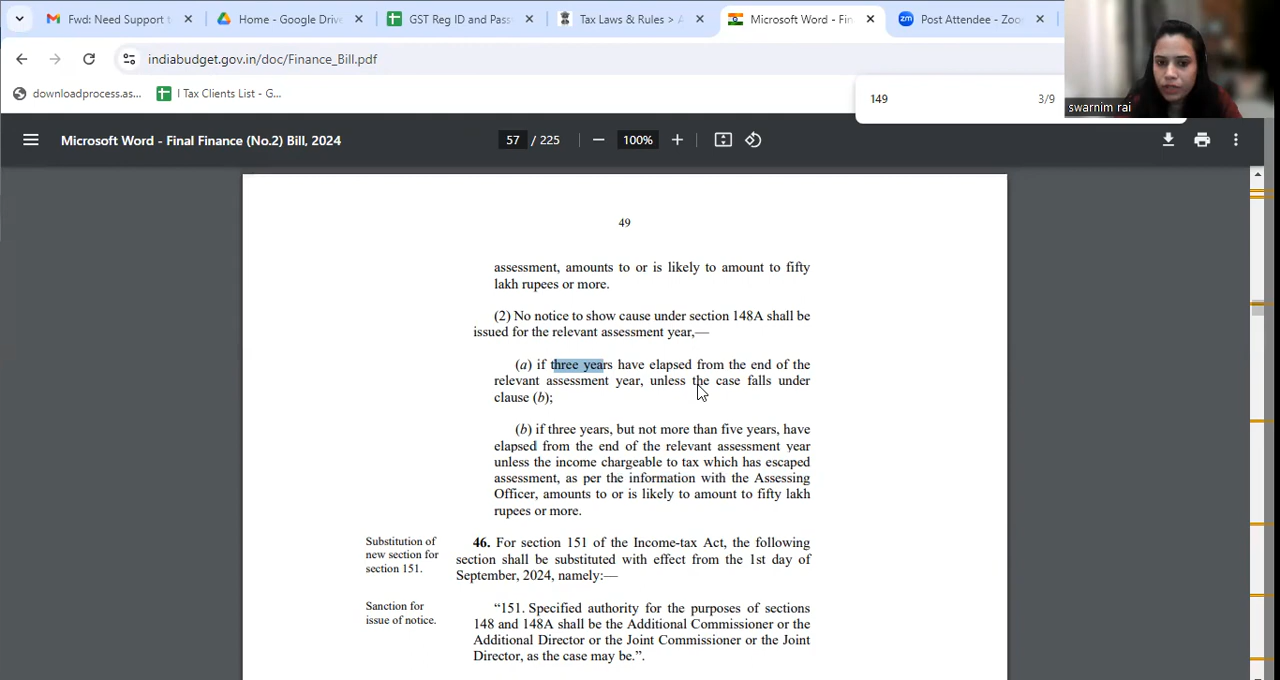 Fwd: Need Support t
Home - Google Drive
GST Reg ID and Pass
Tax Laws & Rules > A
Microsoft Word - Fin
Post Attendee - Zoo
indiabudget.gov.in/doc/Finance_Bill.pdf
downloadprocess.as...
I Tax Clients List - G...
149
3/9
swarnim rai
Microsoft Word - Final Finance (No.2) Bill, 2024
57 / 225
100%
49
assessment, amounts to or is likely to amount to fifty
lakh rupees or more.
(2) No notice to show cause under section 148A shall be
issued for the relevant assessment year,—
(a) if three years have elapsed from the end of the
relevant assessment year, unless the case falls under
clause (b);
(b) if three years, but not more than five years, have
elapsed from the end of the relevant assessment year
unless the income chargeable to tax which has escaped
assessment, as per the information with the Assessing
Officer, amounts to or is likely to amount to fifty lakh
rupees or more.
Substitution of
new section for
section 151.
46. For section 151 of the Income-tax Act, the following
section shall be substituted with effect from the 1st day of
September, 2024, namely:—
Sanction for
issue of notice.
“151. Specified authority for the purposes of sections
148 and 148A shall be the Additional Commissioner or the
Additional Director or the Joint Commissioner or the Joint
Director, as the case may be.”.